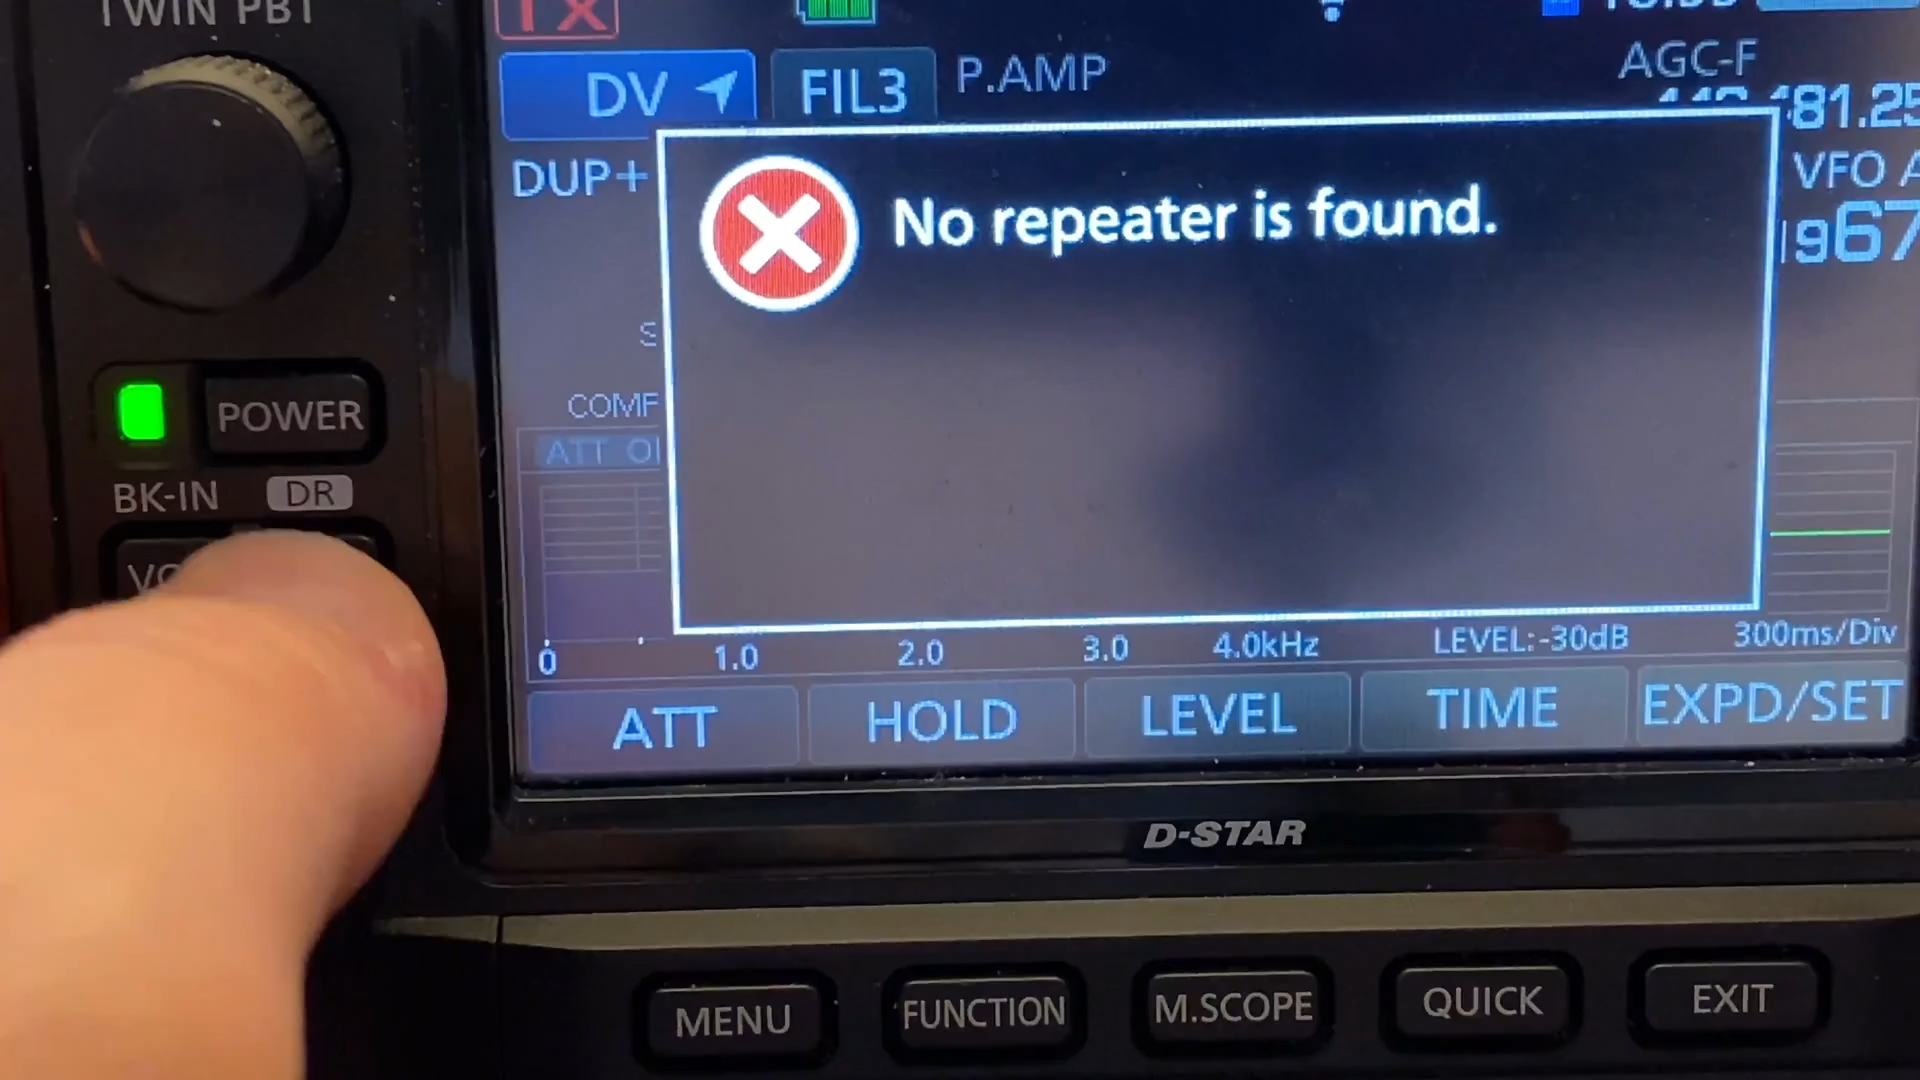 TWIN PBT
TX
DV FIL3 P.AMP
AGC-F
DUP+
No repeater is found.
VFO A
POWER
COMP
ATT
BK-IN DR
0 1.0 2.0 3.0 4.0kHz LEVEL:-30dB 300ms/Div
ATT HOLD LEVEL TIME EXPD/SET
D-STAR
MENU FUNCTION M.SCOPE QUICK EXIT